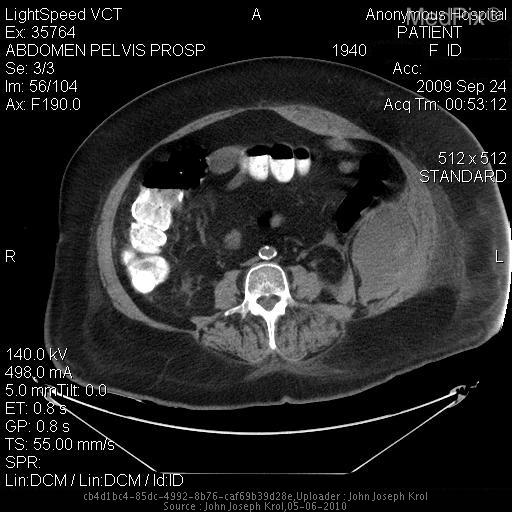 LightSpeed VCT
A
Anonymous Hospital
MedPix®
Ex: 35764
PATIENT
ABDOMEN PELVIS PROSP
1940 F ID
Se: 3/3
Acc:
Im: 56/104
2009 Sep 24
Ax: F190.0
Acq Tm: 00:53:12
512 x 512
STANDARD
R
L
140.0 kV
498.0 mA
5.0 mmTilt: 0.0
ET: 0.8 s
GP: 0.8 s
TS: 55.00 mm/s
SPR:
Lin:DCM / Lin:DCM / Id:ID
cb4d1bc4-85dc-4992-8b76-caf69b39d28e,Uploader : John Joseph Krol
Source : John Joseph Krol,05-06-2010